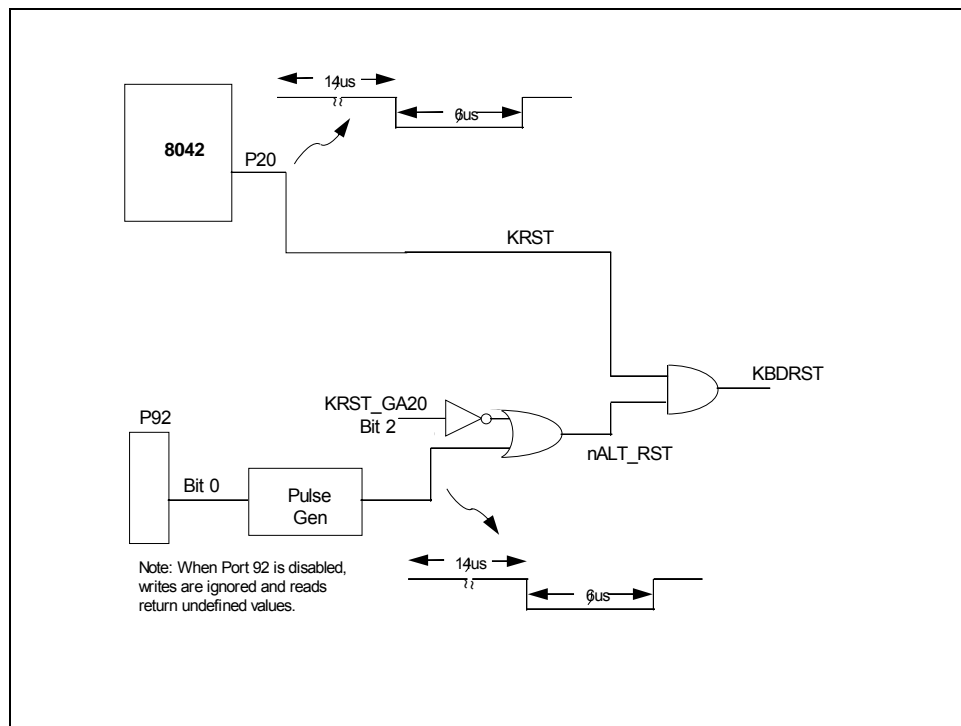 14us
6us
8042
P20
KRST
KBDRST
KRST_GA20
Bit 2
P92
nALT_RST
Bit 0
Pulse
Gen
14us
6us
Note: When Port 92 is disabled,
writes are ignored and reads
return undefined values.